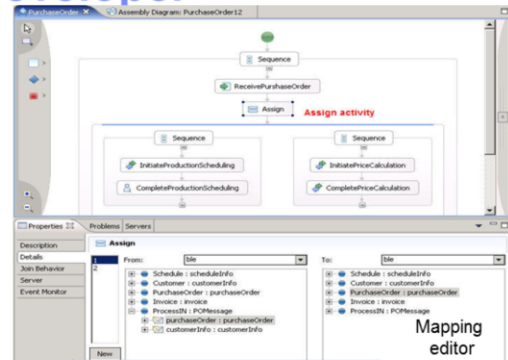 PurchaseOrder
Assembly Diagram: PurchaseOrder12
Sequence
ReceivePurshaseOrder
Assign
Assign activity
Sequence
Sequence
InitiateProductionScheduling
InitiatePriceCalculation
CompleteProductionScheduling
CompletePriceCalculation
Properties
Problems
Servers
Description
Details
Join Behavior
Server
Event Monitor
Assign
1
2
New
From:
ble
Schedule : scheduleInfo
Customer : customerInfo
PurchaseOrder : purchaseOrder
Invoice : invoice
ProcessIN : POMessage
purchaseOrder : purchaseOrder
customerInfo : customerInfo
To:
ble
Schedule : scheduleInfo
Customer : customerInfo
PurchaseOrder : purchaseOrder
Invoice : invoice
ProcessIN : POMessage
Mapping
editor